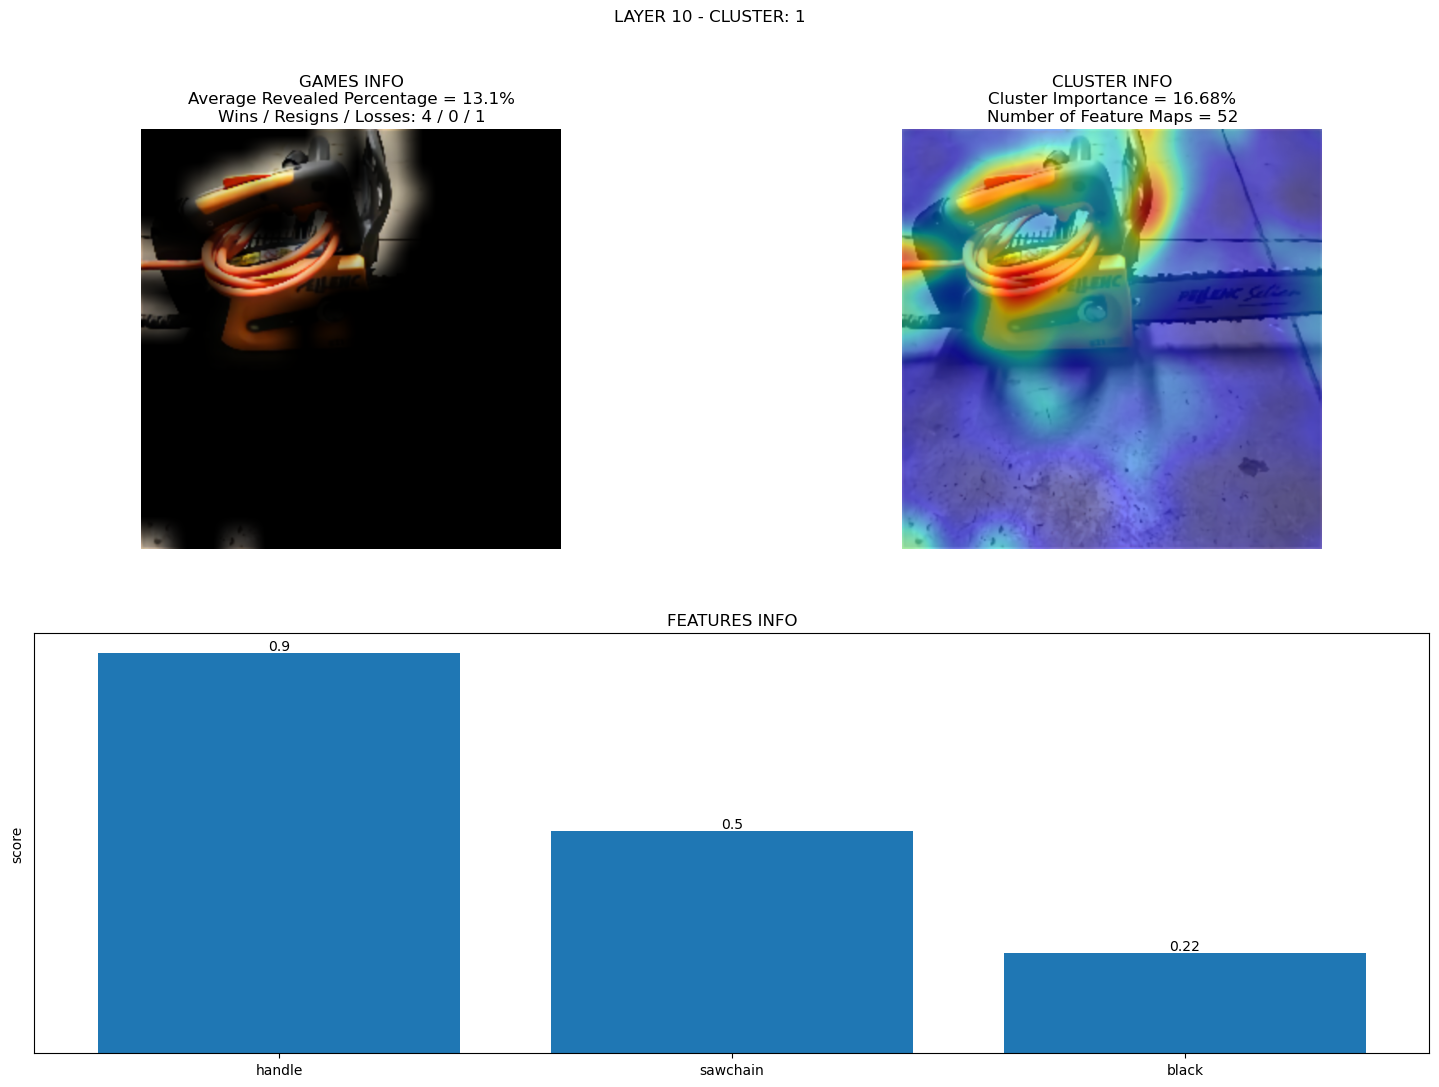 LAYER 10 - CLUSTER: 1
GAMES INFO
Average Revealed Percentage = 13.1%
Wins / Resigns / Losses: 4 / 0 / 1
CLUSTER INFO
Cluster Importance = 16.68%
Number of Feature Maps = 52
PELLENC
PELLENC
PELLENC Selion
FEATURES INFO
score
0.9
0.5
0.22
handle
sawchain
black